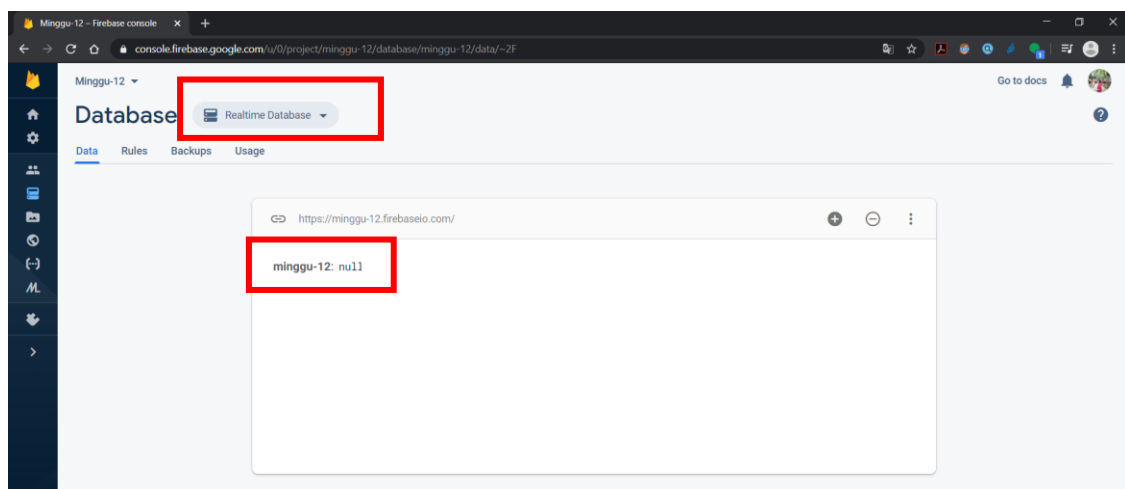 Minggu-12 – Firebase console
console.firebase.google.com/u/0/project/minggu-12/database/minggu-12/data/~2F
Minggu-12
Go to docs
Database
Realtime Database
Data Rules Backups Usage
https://minggu-12.firebaseio.com/
minggu-12: null